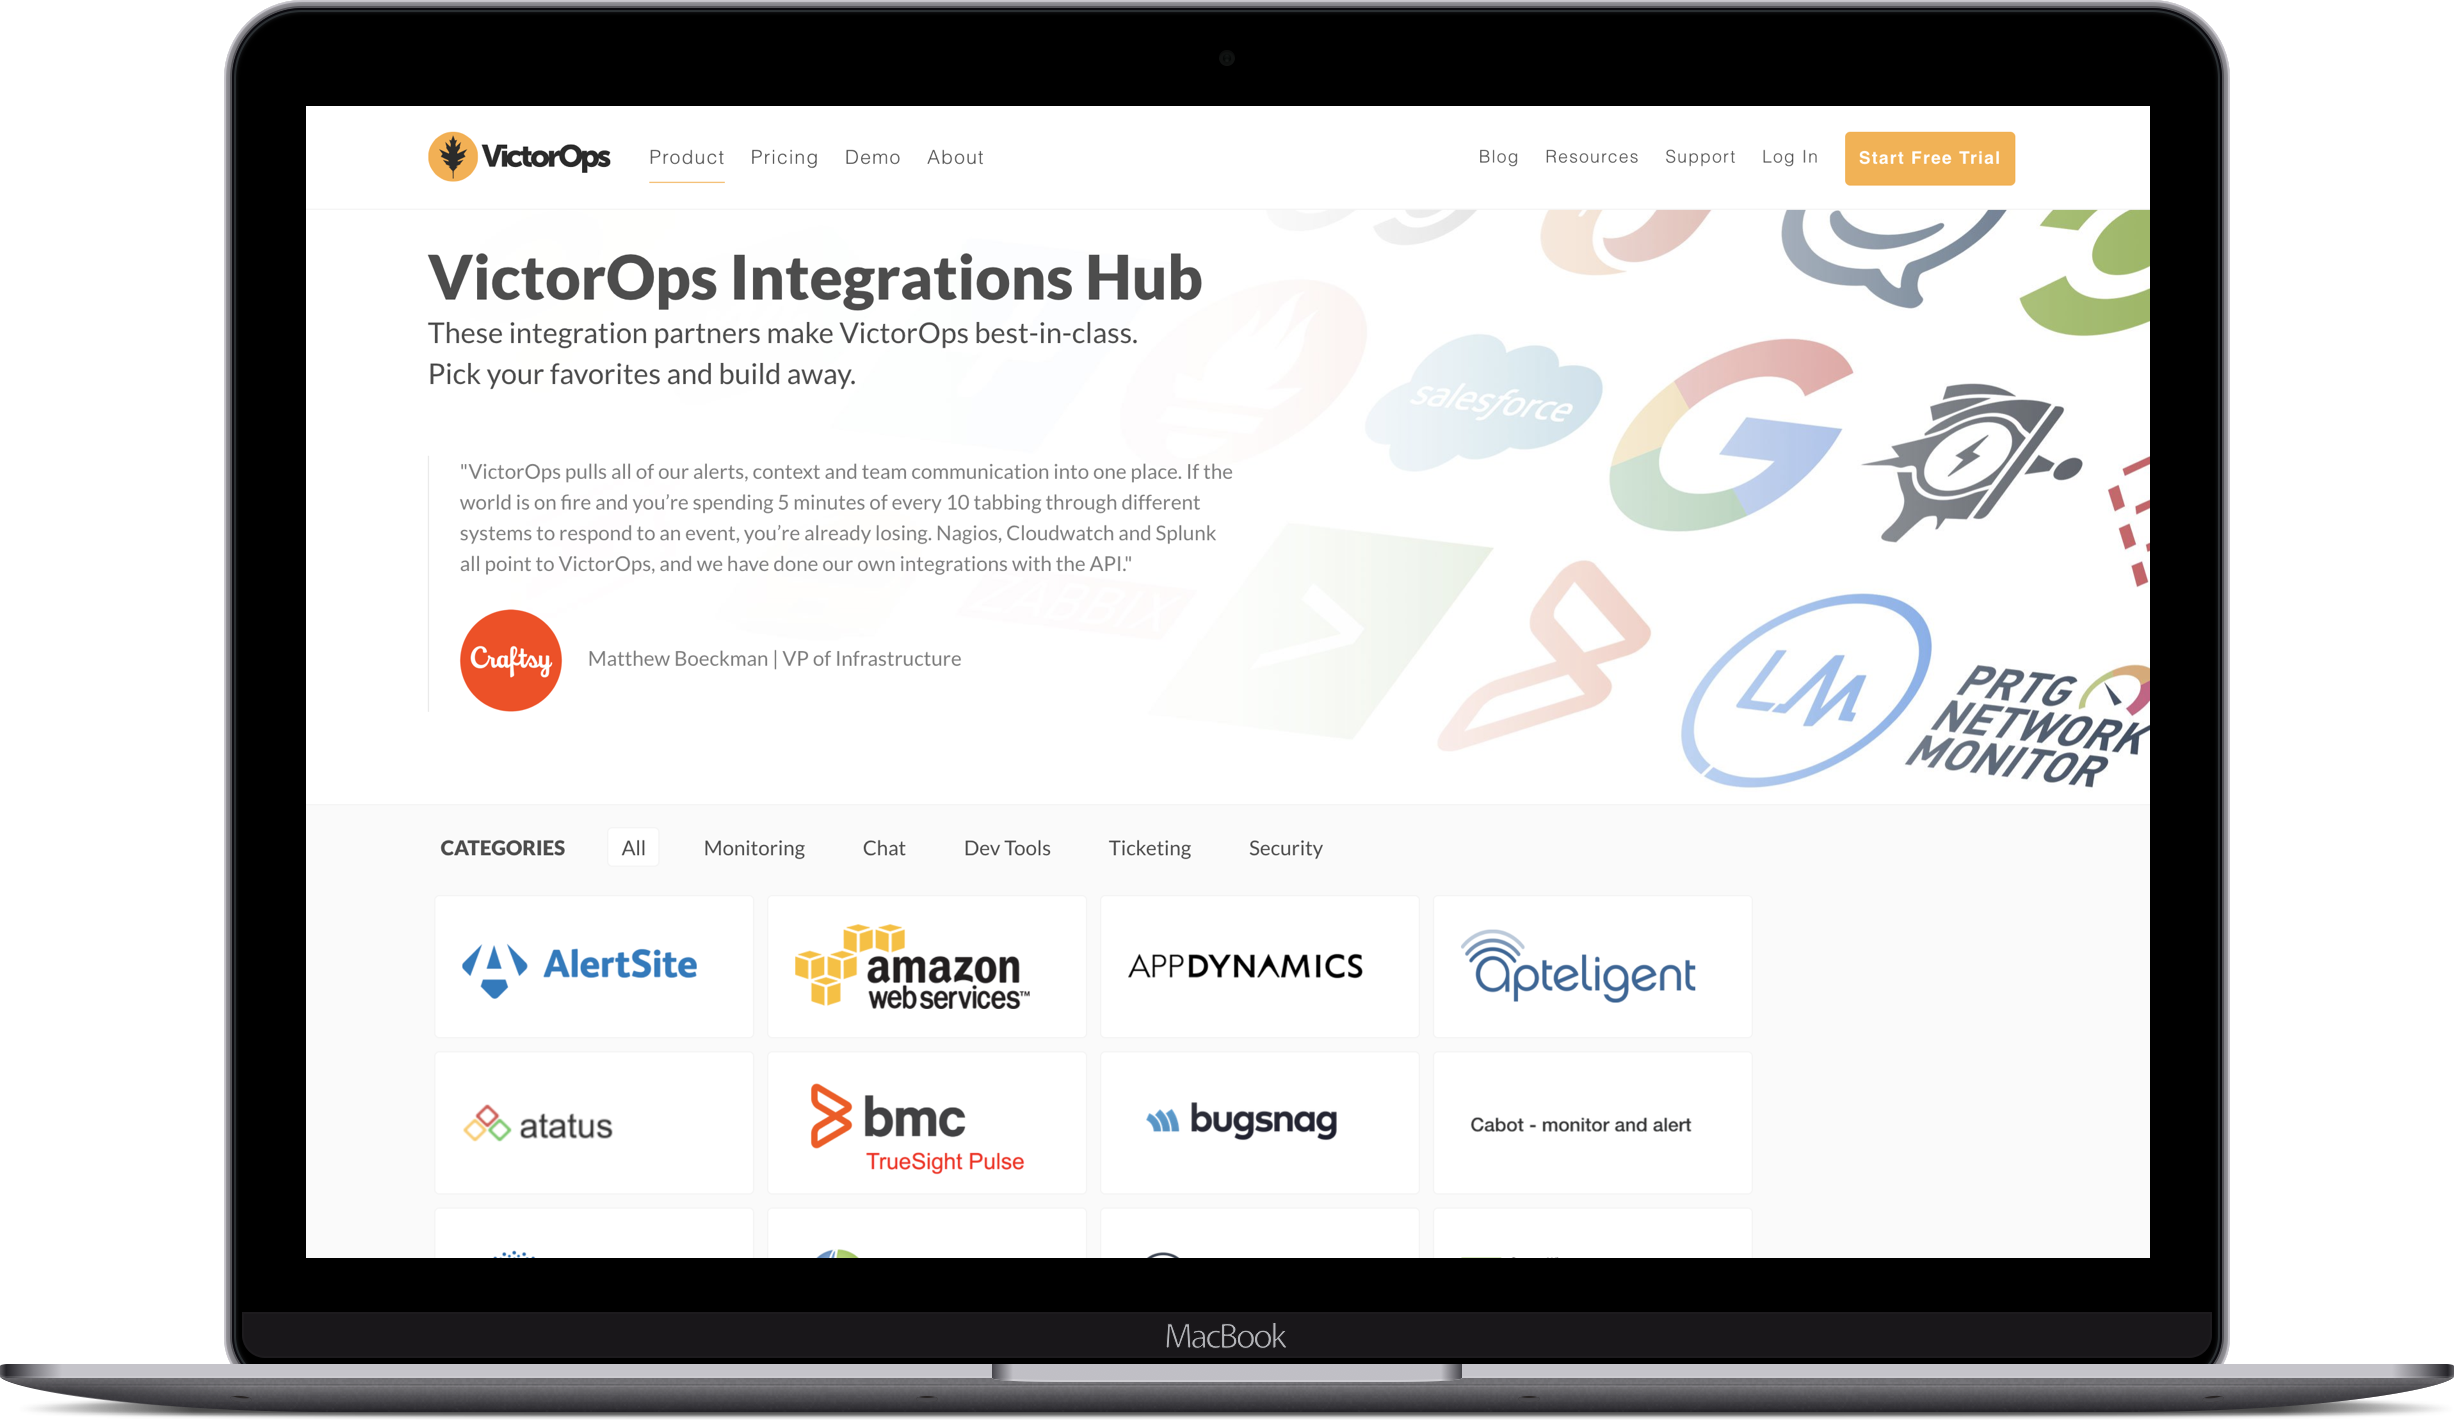 VictorOps
Product Pricing Demo About
Blog Resources Support Log In Start Free Trial
VictorOps Integrations Hub
These integration partners make VictorOps best-in-class.
Pick your favorites and build away.
"VictorOps pulls all of our alerts, context and team communication into one place. If the
world is on fire and you're spending 5 minutes of every 10 tabbing through different
systems to respond to an event, you're already losing. Nagios, Cloudwatch and Splunk
all point to VictorOps, and we have done our own integrations with the API."
Craftsy
Matthew Boeckman | VP of Infrastructure
salesforce
G
ZABBIX
LM
PRTG
NETWORK
MONITOR
CATEGORIES All Monitoring Chat Dev Tools Ticketing Security
AlertSite
amazon
web services™
APPDYNAMICS
apteligent
atatus
bmc
TrueSight Pulse
bugsnag
Cabot - monitor and alert
MacBook